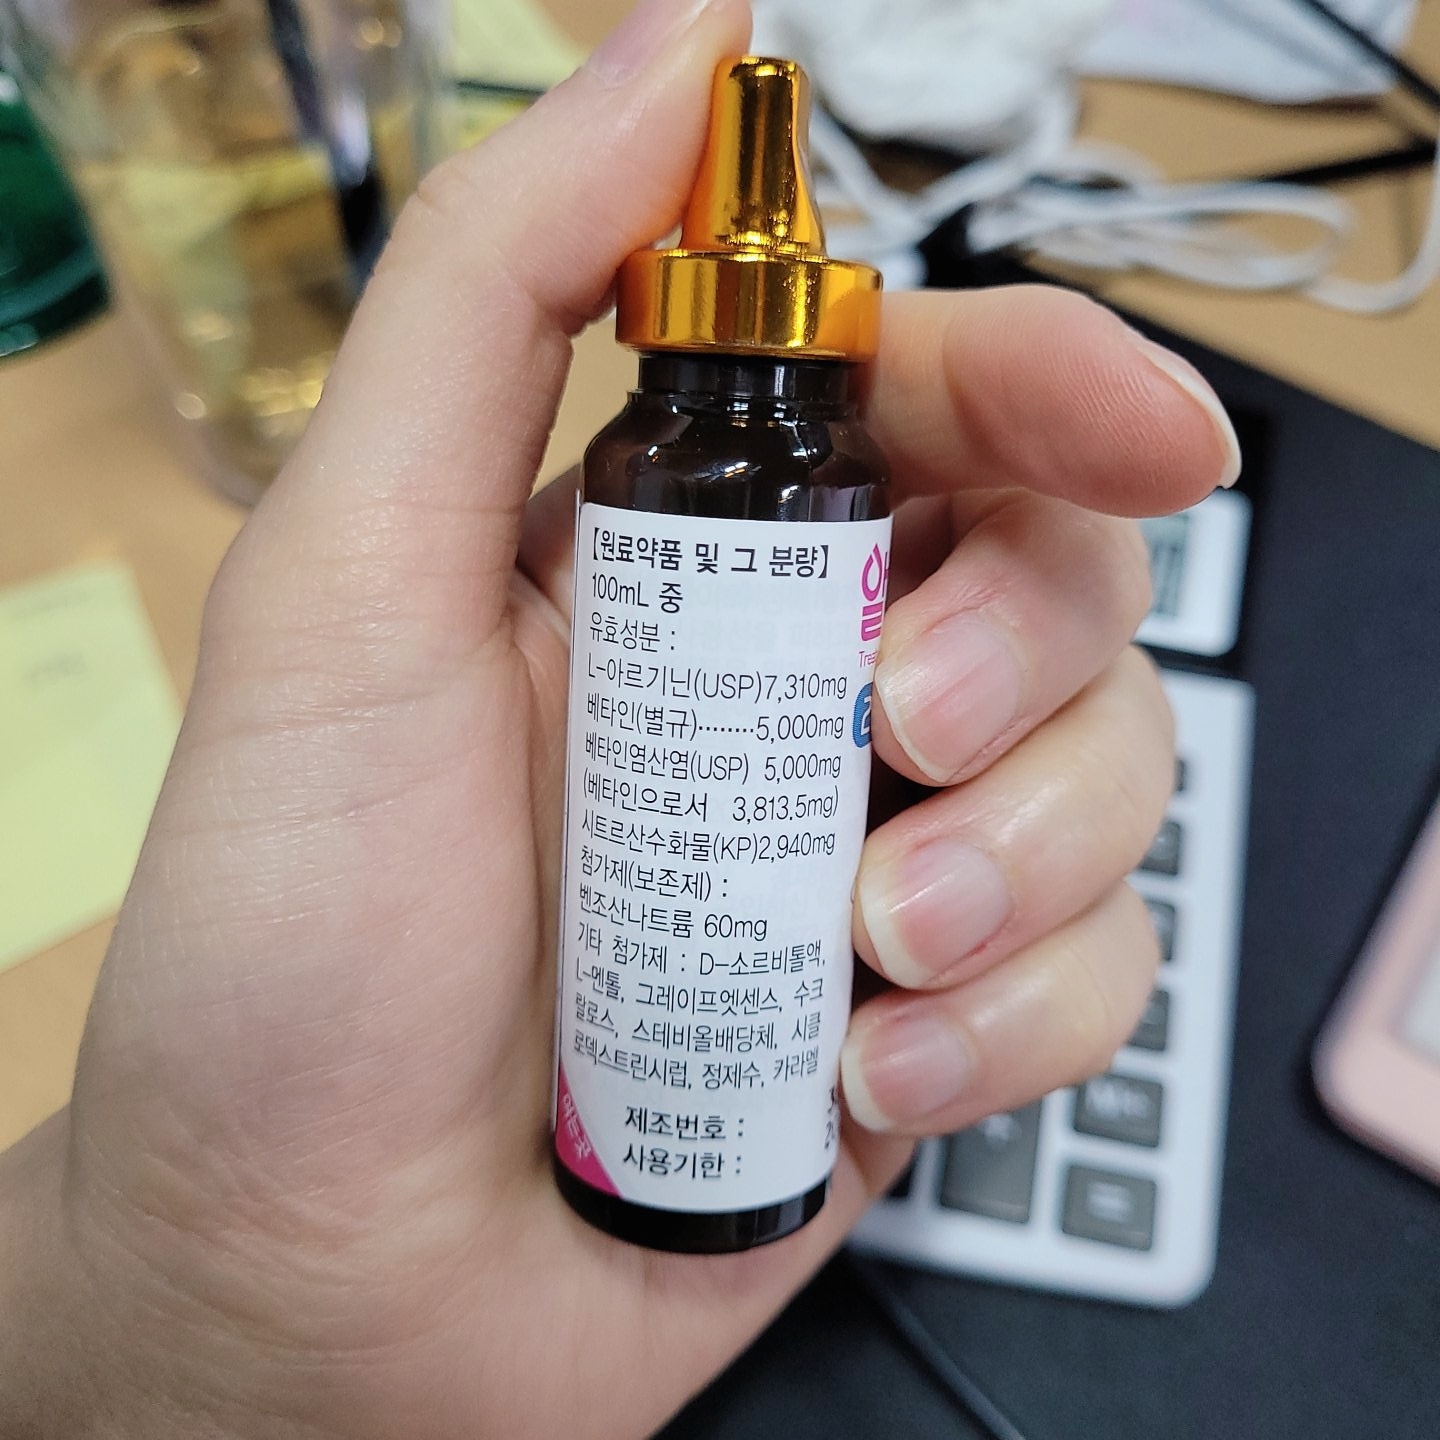 【원료약품 및 그 분량】
100mL 중
유효성분 :
L-아르기닌(USP)7,310mg
베타인(별규)········5,000mg
베타인염산염(USP) 5,000mg
(베타인으로서 3,813.5mg)
시트르산수화물(KP)2,940mg
첨가제(보존제) :
벤조산나트륨 60mg
기타 첨가제 : D-소르비톨액,
L-멘톨, 그레이프엣센스, 수크
랄로스, 스테비올배당체, 시클
로덱스트린시럽, 정제수, 카라멜
제조번호 :
사용기한 :